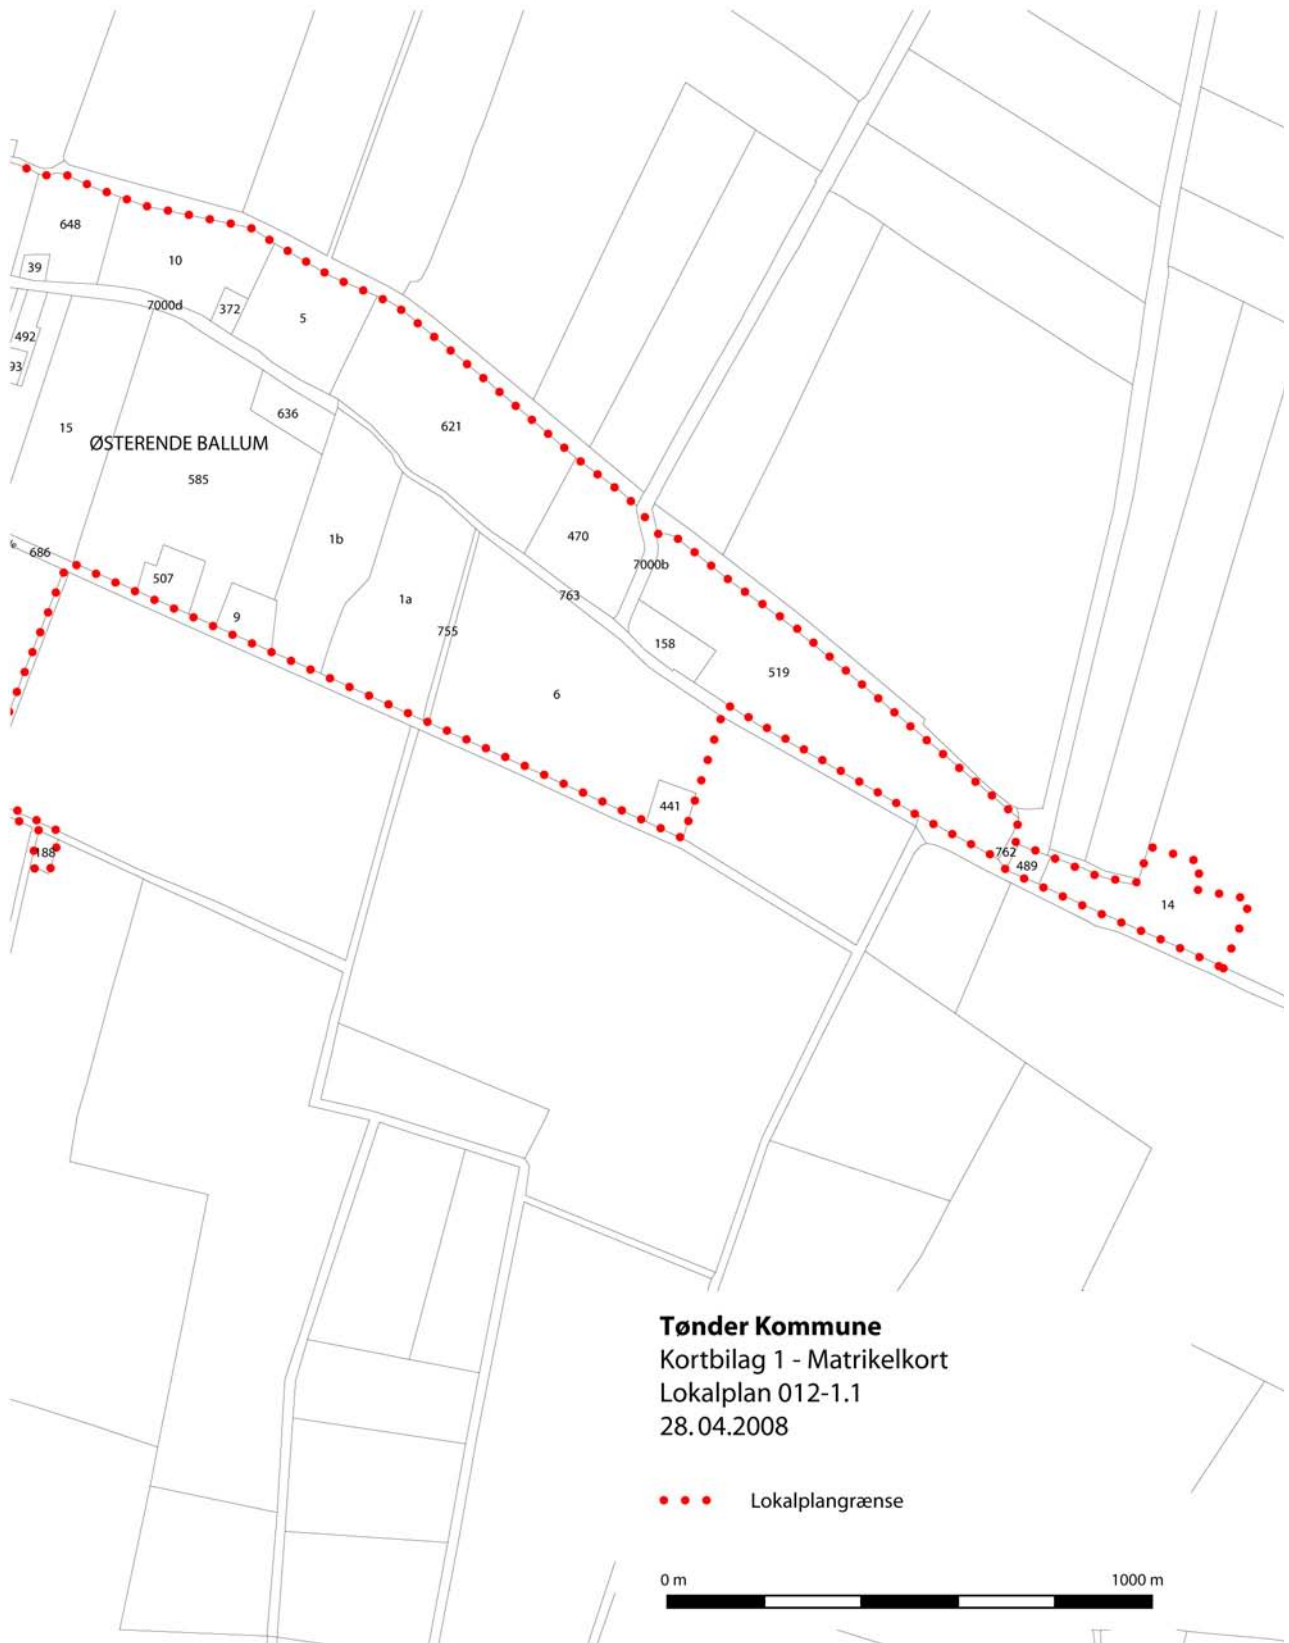 648
10
39
7000d
372
5
492
93
636
15
621
ØSTERENDE BALLUM
585
470
1b
686
7000b
507
1a
763
9
755
158
519
6
441
762
188
489
14
Tønder Kommune
Kortbilag 1 - Matrikelkort
Lokalplan 012-1.1
28.04.2008
Lokalplangrænse
0 m 1000 m